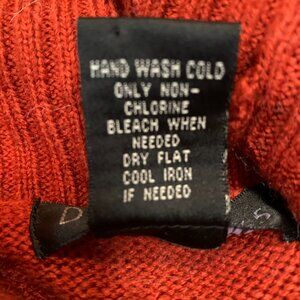 HAND WASH COLD
ONLY NON-
CHLORINE
BLEACH WHEN
NEEDED
DRY FLAT
COOL IRON
IF NEEDED
D
S